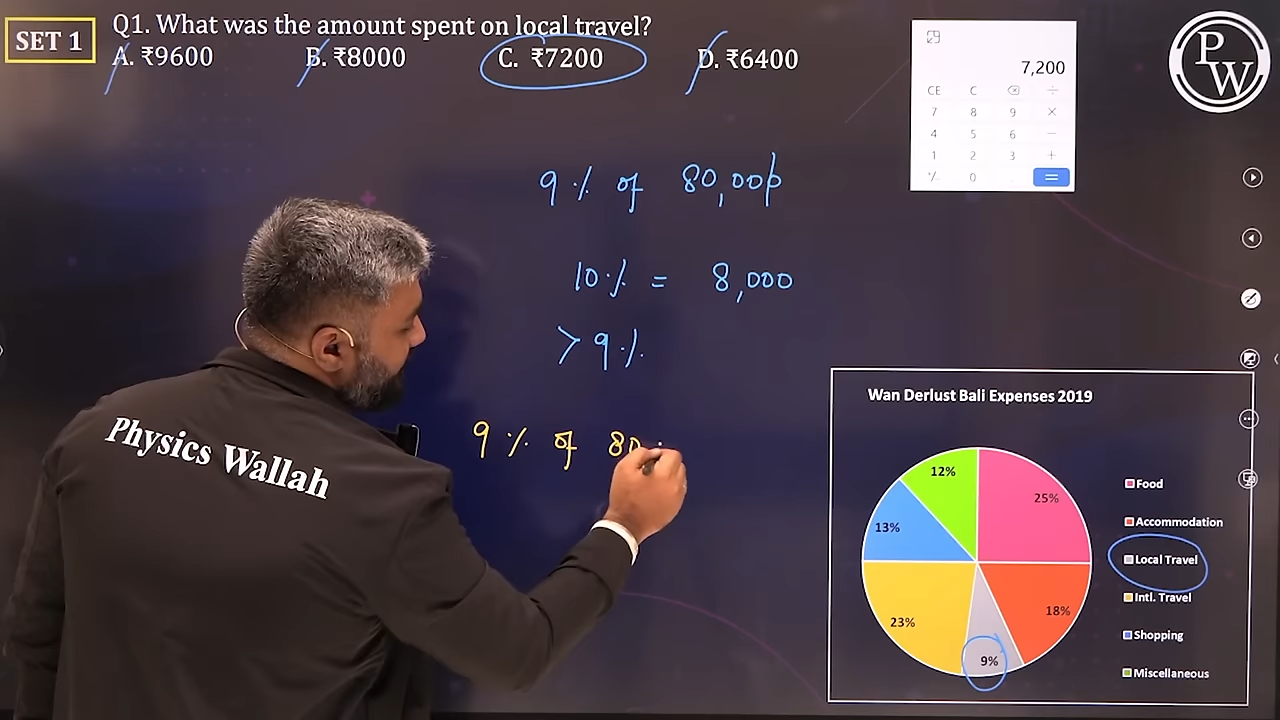 SET 1
Q1. What was the amount spent on local travel?
A. ₹9600 B. ₹8000 C. ₹7200 D. ₹6400
7,200
CE C ÷
7 8 9 ×
4 5 6 −
1 2 3 +
0 . =
PW
9% of 80,000
10% = 8,000
> 9%
9% of 80
Physics Wallah
Wan Derlust Bali Expenses 2019
12%
25%
13%
23%
18%
9%
Food
Accommodation
Local Travel
Intl. Travel
Shopping
Miscellaneous